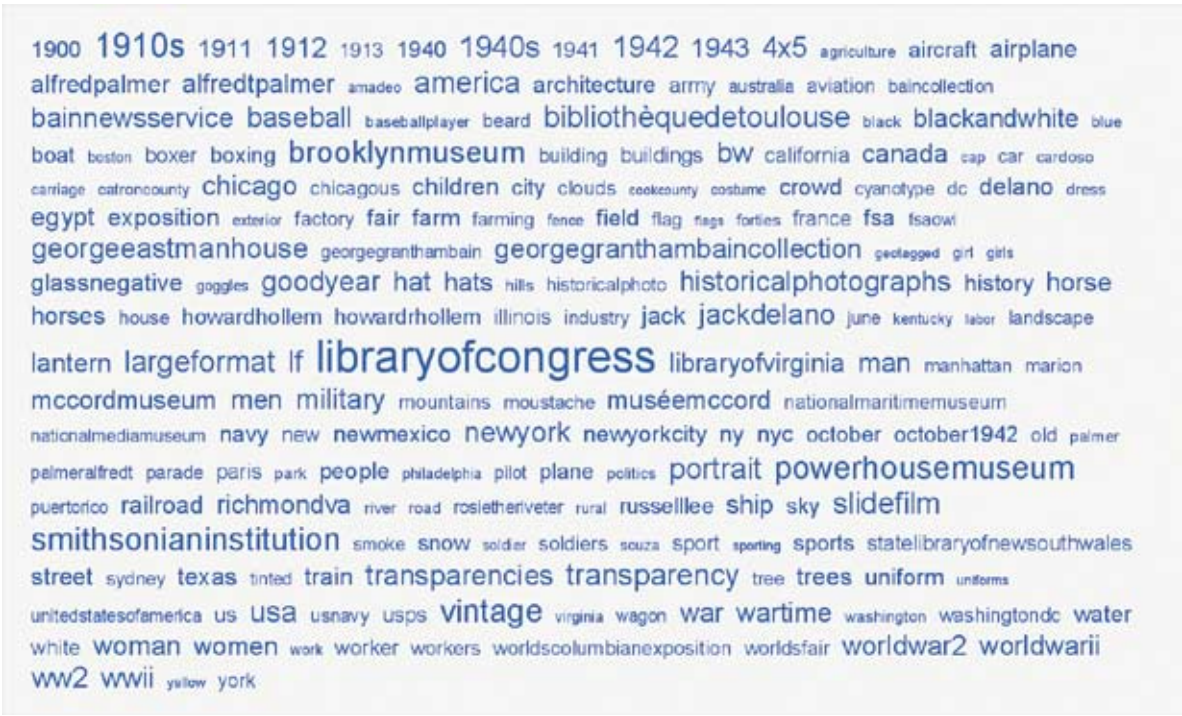 1900 1910s 1911 1912 1913 1940 1940s 1941 1942 1943 4x5 agriculture aircraft airplane
alfredpalmer alfredtpalmer amadeo america architecture army australia aviation baincollection
bainnewsservice baseball baseballplayer beard bibliothèquedetoulouse black blackandwhite blue
boat boston boxer boxing brooklynmuseum building buildings bw california canada cap car cardoso
carriage catroncounty chicago chicagous children city clouds cookcounty costume crowd cyanotype dc delano dress
egypt exposition exterior factory fair farm farming fence field flag flags forties france fsa fsaowi
georgeeastmanhouse georgegranthambain georgegranthambaincollection geotagged girl girls
glassnegative goggles goodyear hat hats hills historicalphoto historicalphotographs history horse
horses house howardhollem howardrhollem illinois industry jack jackdelano june kentucky labor landscape
lantern largeformat lf libraryofcongress libraryofvirginia man manhattan marion
mccordmuseum men military mountains moustache muséemccord nationalmaritimemuseum
nationalmediamuseum navy new newmexico newyork newyorkcity ny nyc october october1942 old palmer
palmeralfredt parade paris park people philadelphia pilot plane politics portrait powerhousemuseum
puertorico railroad richmondva river road rosietheriveter rural russelllee ship sky slidefilm
smithsonianinstitution smoke snow soldier soldiers souza sport sporting sports statelibraryofnewsouthwales
street sydney texas tinted train transparencies transparency tree trees uniform uniforms
unitedstatesofamerica us usa usnavy usps vintage virginia wagon war wartime washington washingtondc water
white woman women work worker workers worldscolumbianexposition worldsfair worldwar2 worldwarii
ww2 wwii yellow york